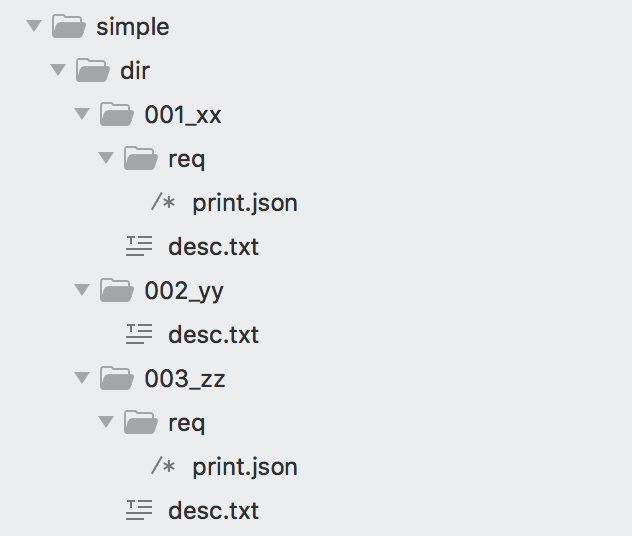 simple
dir
001_xx
req
/* print.json
desc.txt
002_yy
desc.txt
003_zz
req
/* print.json
desc.txt